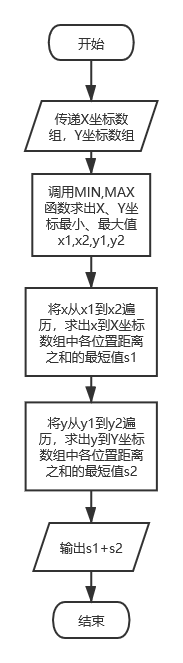 开始
传递X坐标数
组，Y坐标数组
调用MIN,MAX
函数求出X、Y坐
标最小、最大值
x1,x2,y1,y2
将x从x1到x2遍
历，求出x到X坐标
数组中各位置距离
之和的最短值s1
将y从y1到y2遍
历，求出y到Y坐标
数组中各位置距离
之和的最短值s2
输出s1+s2
结束